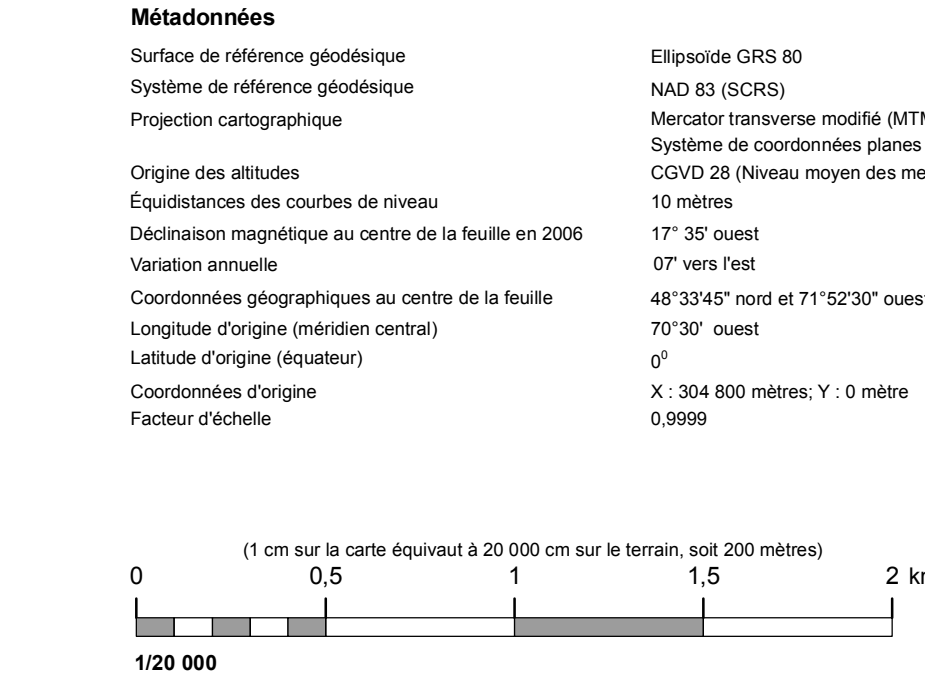 Métadonnées
Surface de référence géodésique Ellipsoïde GRS 80
Système de référence géodésique NAD 83 (SCRS)
Projection cartographique Mercator transverse modifié
Système de coordonnées planes
Origine des altitudes CGVD 28 (Niveau moyen des
Équidistances des courbes de niveau 10 mètres
Déclinaison magnétique au centre de la feuille en 2006 17° 35' ouest
Variation annuelle 07' vers l'est
Coordonnées géographiques au centre de la feuille 48°33'45" nord et 71°52'30" ouest
Longitude d'origine (méridien central) 70°30' ouest
Latitude d'origine (équateur) 0⁰
Coordonnées d'origine X : 304 800 mètres; Y : 0 mètre
Facteur d'échelle 0,9999
(1 cm sur la carte équivaut à 20 000 cm sur le terrain, soit 200 mètres)
0 0,5 1 1,5 2
1/20 000